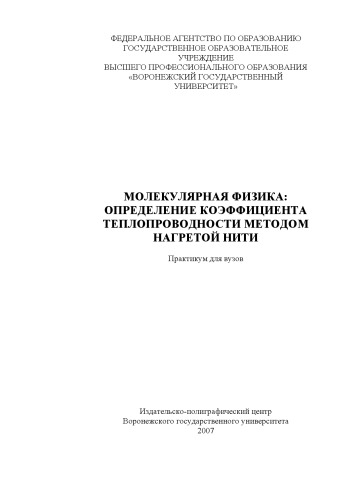 ФЕДЕРАЛЬНОЕ АГЕНТСТВО ПО ОБРАЗОВАНИЮ
ГОСУДАРСТВЕННОЕ ОБРАЗОВАТЕЛЬНОЕ
УЧРЕЖДЕНИЕ
ВЫСШЕГО ПРОФЕССИОНАЛЬНОГО ОБРАЗОВАНИЯ
«ВОРОНЕЖСКИЙ ГОСУДАРСТВЕННЫЙ
УНИВЕРСИТЕТ»
МОЛЕКУЛЯРНАЯ ФИЗИКА:
ОПРЕДЕЛЕНИЕ КОЭФФИЦИЕНТА
ТЕПЛОПРОВОДНОСТИ МЕТОДОМ
НАГРЕТОЙ НИТИ
Практикум для вузов
Издательско-полиграфический центр
Воронежского государственного университета
2007